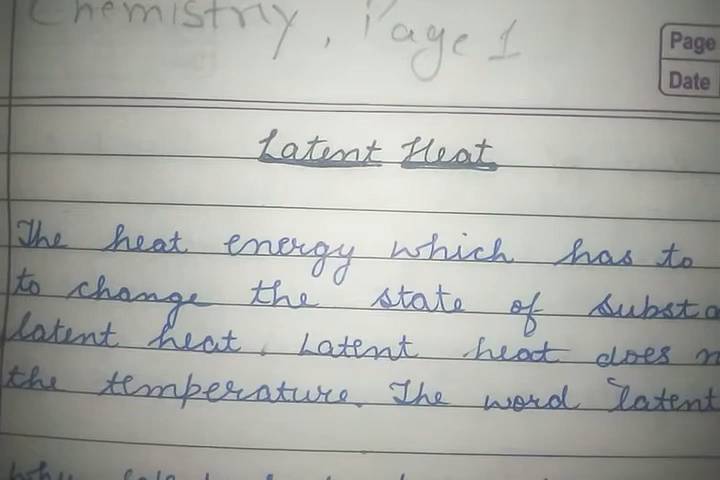 Chemistry, Page 1
Page
Date
Latent Heat
The heat energy which has to
to change the state of
latent heat. Latent heat does
the temperature. The word "latent